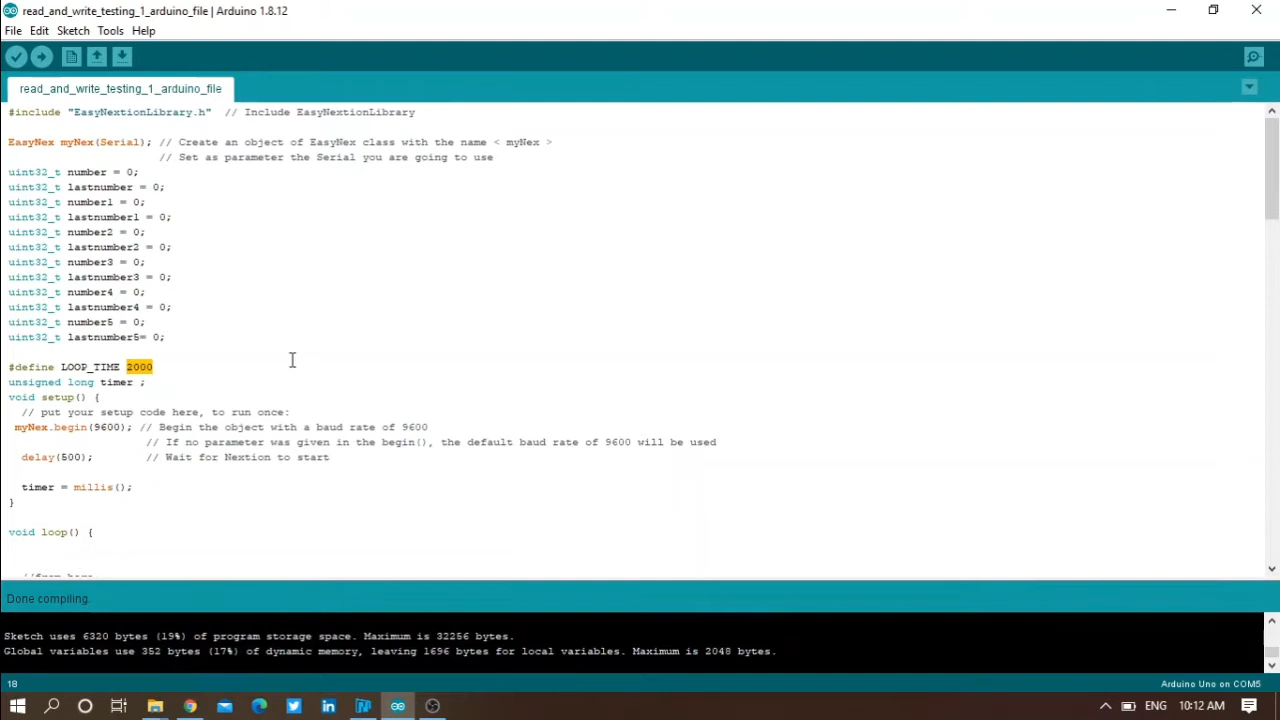 read_and_write_testing_1_arduino_file | Arduino 1.8.12
File Edit Sketch Tools Help
read_and_write_testing_1_arduino_file
#include "EasyNextionLibrary.h"  // Include EasyNextionLibrary
EasyNex myNex(Serial); // Create an object of EasyNex class with the name < myNex >
// Set as parameter the Serial you are going to use
uint32_t number = 0;
uint32_t lastnumber = 0;
uint32_t number1 = 0;
uint32_t lastnumber1 = 0;
uint32_t number2 = 0;
uint32_t lastnumber2 = 0;
uint32_t number3 = 0;
uint32_t lastnumber3 = 0;
uint32_t number4 = 0;
uint32_t lastnumber4 = 0;
uint32_t number5 = 0;
uint32_t lastnumber5= 0;
#define LOOP_TIME 2000
unsigned long timer ;
void setup() {
// put your setup code here, to run once:
myNex.begin(9600); // Begin the object with a baud rate of 9600
// If no parameter was given in the begin(), the default baud rate of 9600 will be used
delay(500);        // Wait for Nextion to start
timer = millis();
}
void loop() {
//from here
Done compiling.
Sketch uses 6320 bytes (19%) of program storage space. Maximum is 32256 bytes.
Global variables use 352 bytes (17%) of dynamic memory, leaving 1696 bytes for local variables. Maximum is 2048 bytes.
18 Arduino Uno on COM5
ENG 10:12 AM